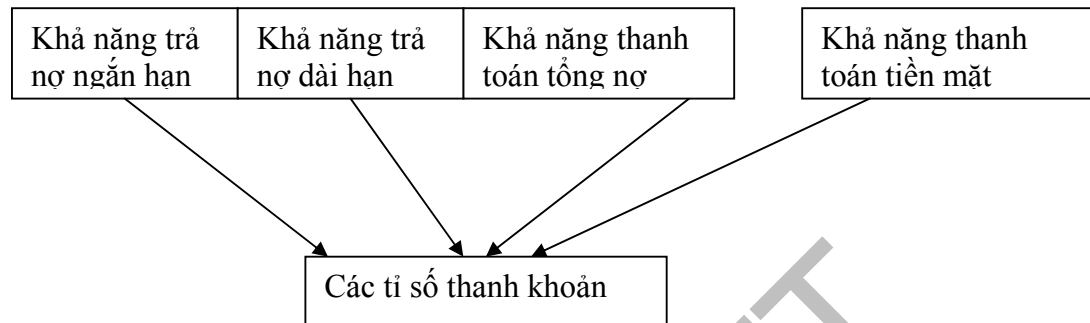 Khả năng trả
nợ ngắn hạn
Khả năng trả
nợ dài hạn
Khả năng thanh
toán tổng nợ
Khả năng thanh
toán tiền mặt
Các tỉ số thanh khoản